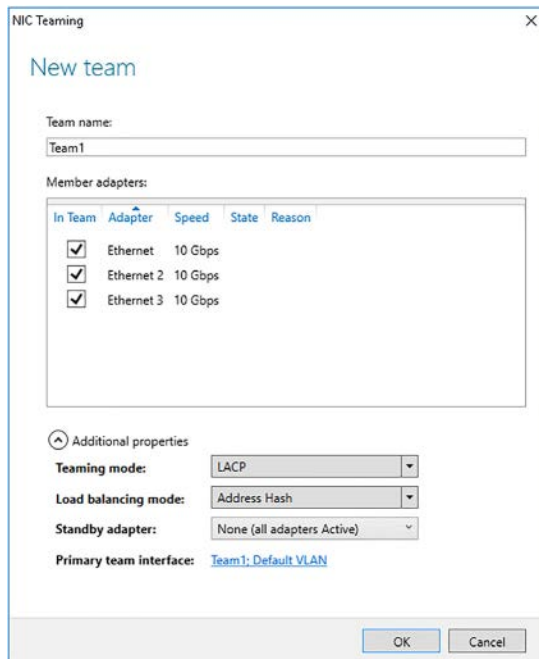 NIC Teaming
New team
Team name:
Team1
Member adapters:
In Team Adapter Speed State Reason
Ethernet 10 Gbps
Ethernet 2 10 Gbps
Ethernet 3 10 Gbps
Additional properties
Teaming mode: LACP
Load balancing mode: Address Hash
Standby adapter: None (all adapters Active)
Primary team interface: Team1; Default VLAN
OK Cancel